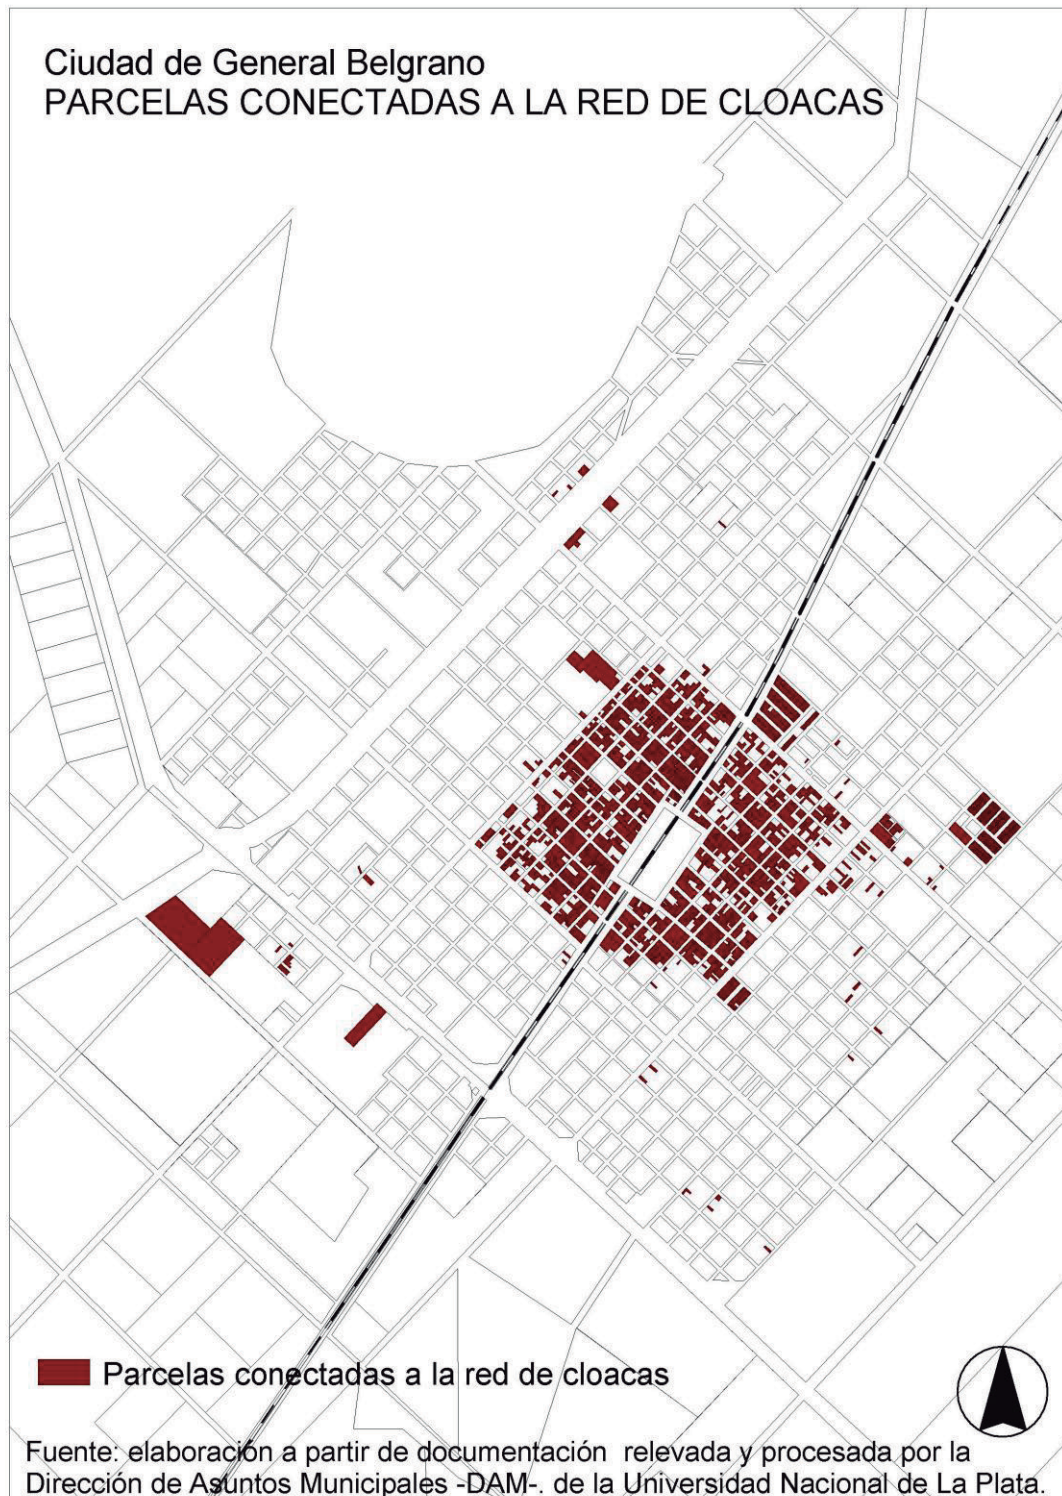 Ciudad de General Belgrano
PARCELAS CONECTADAS A LA RED DE CLOACAS
Parcelas conectadas a la red de cloacas
Fuente: elaboración a partir de documentación relevada y procesada por la
Dirección de Asuntos Municipales -DAM-. de la Universidad Nacional de La Plata.